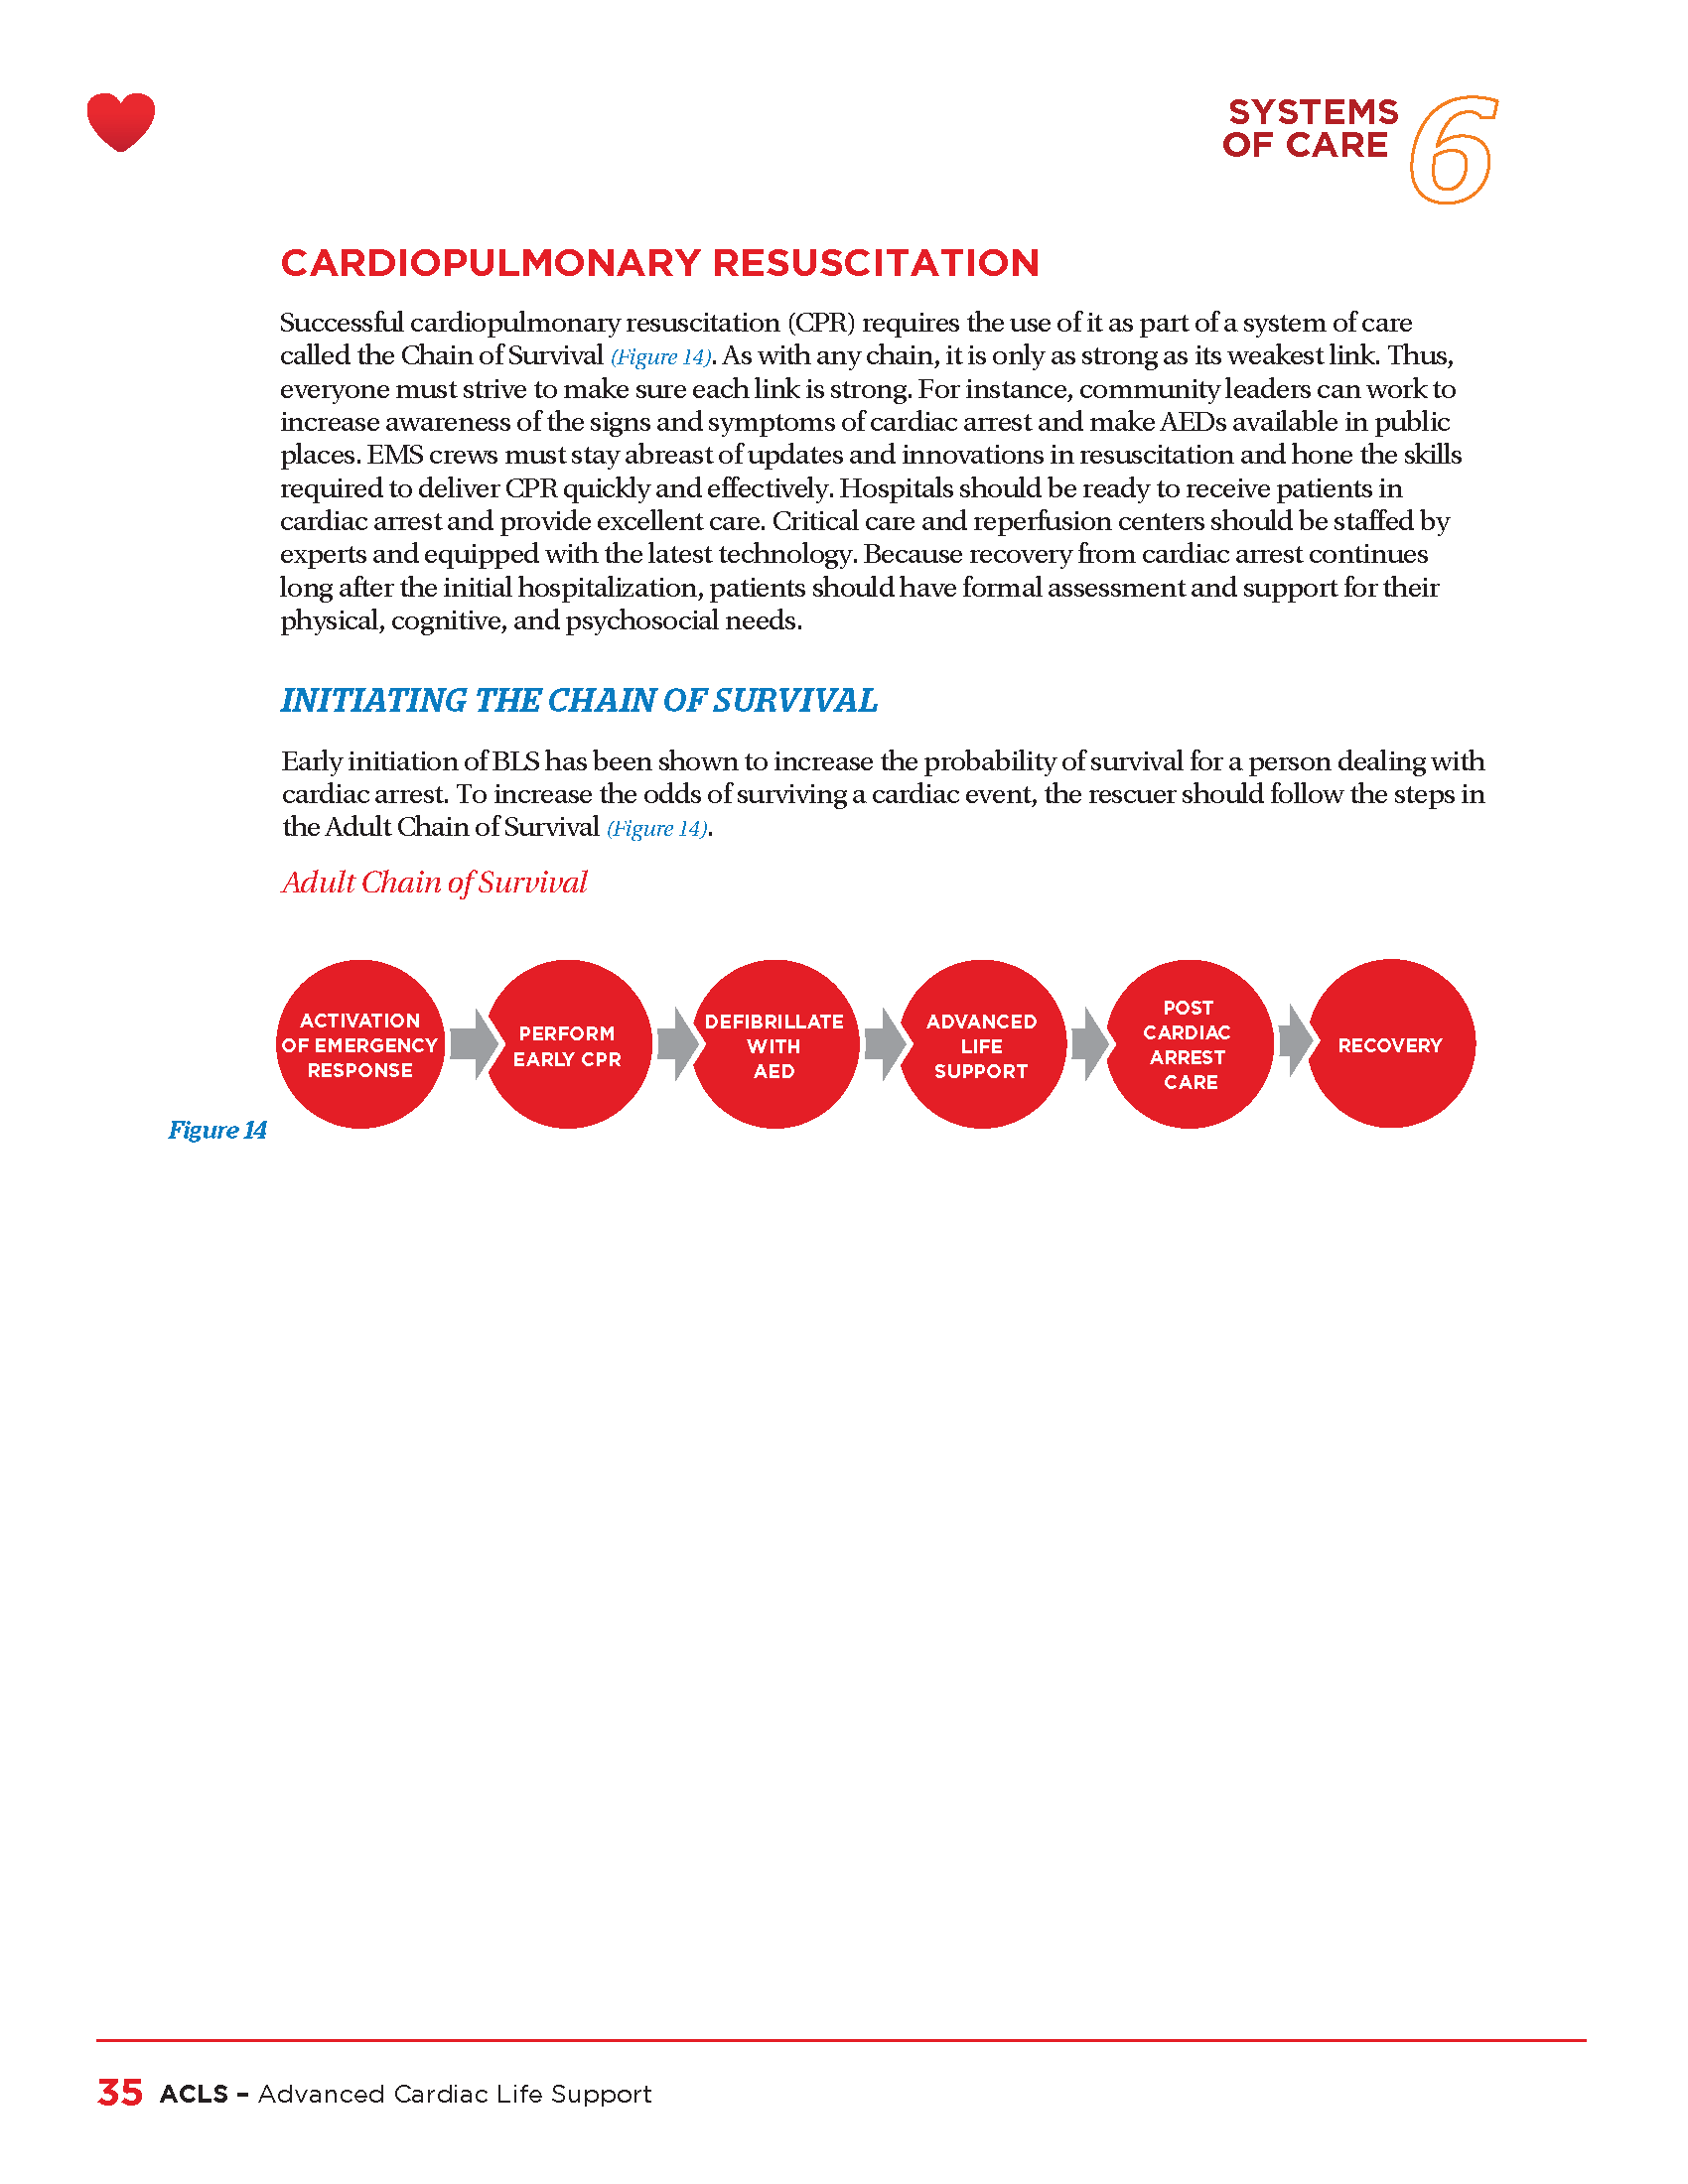 SYSTEMS
OF CARE
6
CARDIOPULMONARY RESUSCITATION
Successful cardiopulmonary resuscitation (CPR) requires the use of it as part of a system of care
called the Chain of Survival (Figure 14). As with any chain, it is only as strong as its weakest link. Thus,
everyone must strive to make sure each link is strong. For instance, community leaders can work to
increase awareness of the signs and symptoms of cardiac arrest and make AEDs available in public
places. EMS crews must stay abreast of updates and innovations in resuscitation and hone the skills
required to deliver CPR quickly and effectively. Hospitals should be ready to receive patients in
cardiac arrest and provide excellent care. Critical care and reperfusion centers should be staffed by
experts and equipped with the latest technology. Because recovery from cardiac arrest continues
long after the initial hospitalization, patients should have formal assessment and support for their
physical, cognitive, and psychosocial needs.
INITIATING THE CHAIN OF SURVIVAL
Early initiation of BLS has been shown to increase the probability of survival for a person dealing with
cardiac arrest. To increase the odds of surviving a cardiac event, the rescuer should follow the steps in
the Adult Chain of Survival (Figure 14).
Adult Chain of Survival
ACTIVATION
OF EMERGENCY
RESPONSE
PERFORM
EARLY CPR
DEFIBRILLATE
WITH
AED
ADVANCED
LIFE
SUPPORT
POST
CARDIAC
ARREST
CARE
RECOVERY
Figure 14
35 ACLS – Advanced Cardiac Life Support